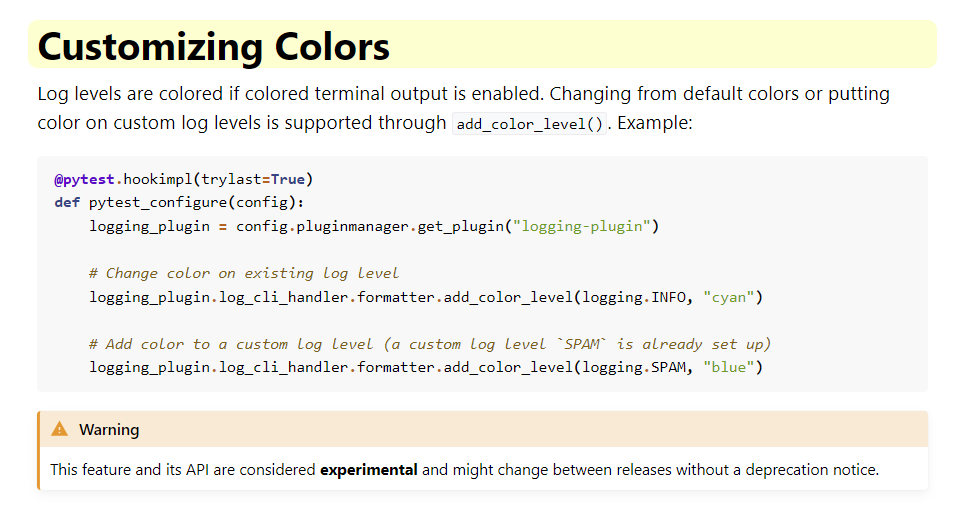 Customizing Colors
Log levels are colored if colored terminal output is enabled. Changing from default colors or putting
color on custom log levels is supported through add_color_level(). Example:
@pytest.hookimpl(trylast=True)
def pytest_configure(config):
    logging_plugin = config.pluginmanager.get_plugin("logging-plugin")

    # Change color on existing log level
    logging_plugin.log_cli_handler.formatter.add_color_level(logging.INFO, "cyan")

    # Add color to a custom log level (a custom log level `SPAM` is already set up)
    logging_plugin.log_cli_handler.formatter.add_color_level(logging.SPAM, "blue")
Warning
This feature and its API are considered experimental and might change between releases without a deprecation notice.